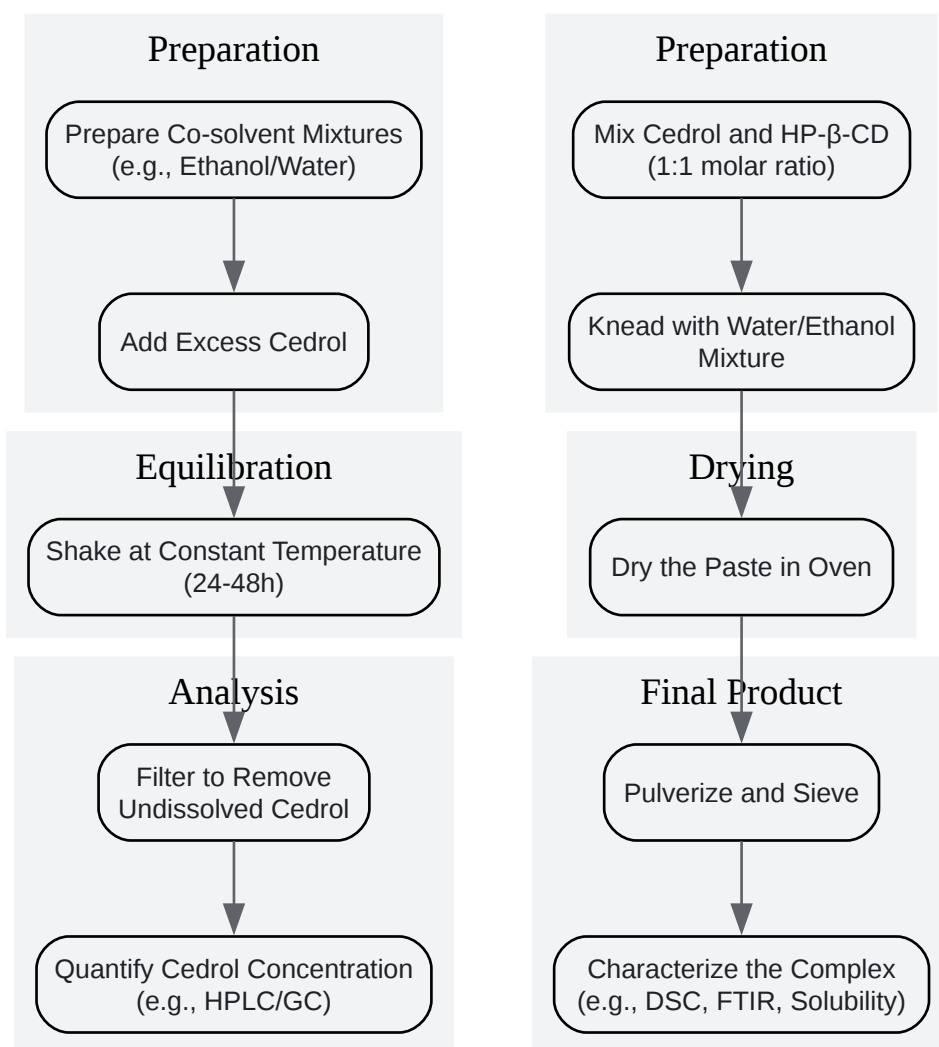 Preparation
Prepare Co-solvent Mixtures
(e.g., Ethanol/Water)
Add Excess Cedrol
Equilibration
Shake at Constant Temperature
(24-48h)
Analysis
Filter to Remove
Undissolved Cedrol
Quantify Cedrol Concentration
(e.g., HPLC/GC)
Preparation
Mix Cedrol and HP-β-CD
(1:1 molar ratio)
Knead with Water/Ethanol
Mixture
Drying
Dry the Paste in Oven
Final Product
Pulverize and Sieve
Characterize the Complex
(e.g., DSC, FTIR, Solubility)